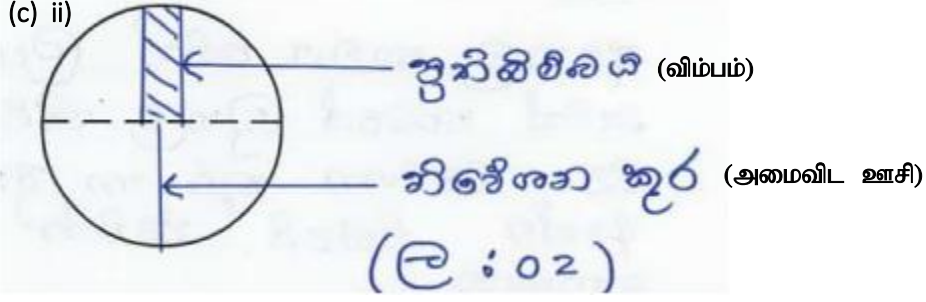 (c) ii)
ප්‍රතිබිම්බය (விம்பம்)
නිවේශන කූර (அமைவிட ஊசி)
(ල : 02)